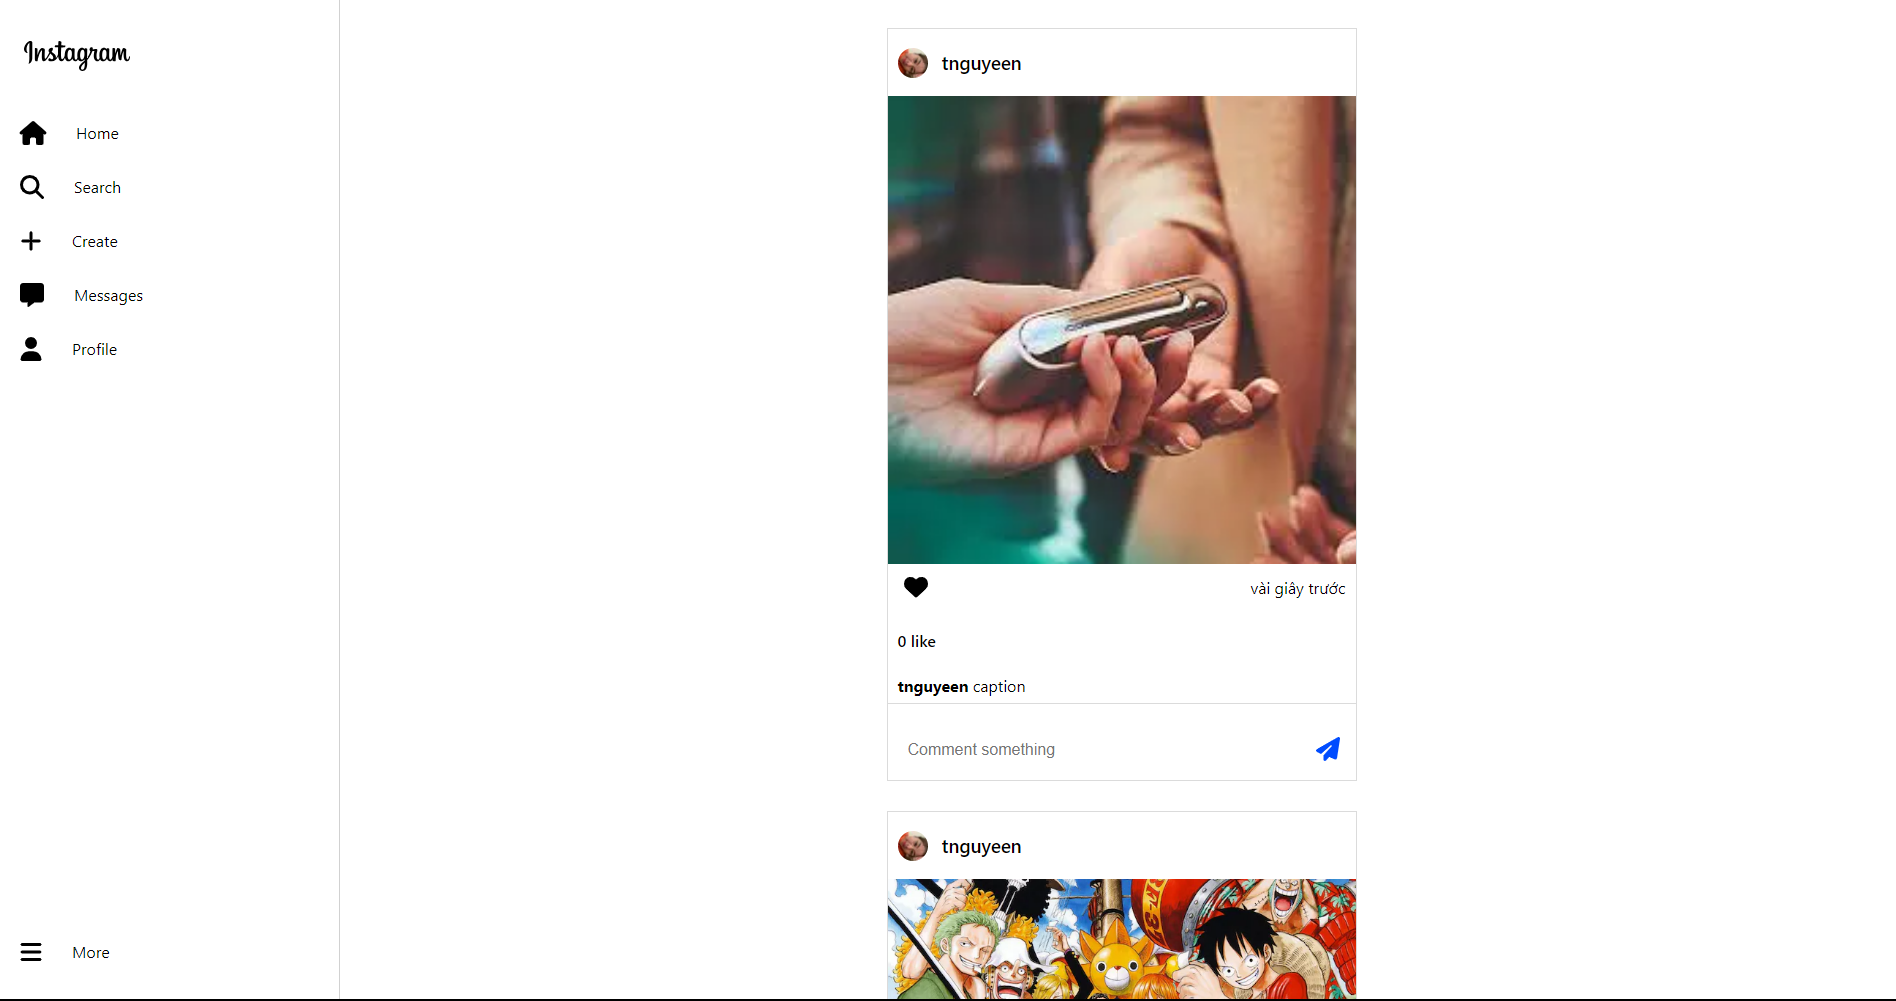 Instagram
Home
Search
Create
Messages
Profile
More
tnguyeen
vài giây trước
0 like
tnguyeen caption
Comment something
tnguyeen